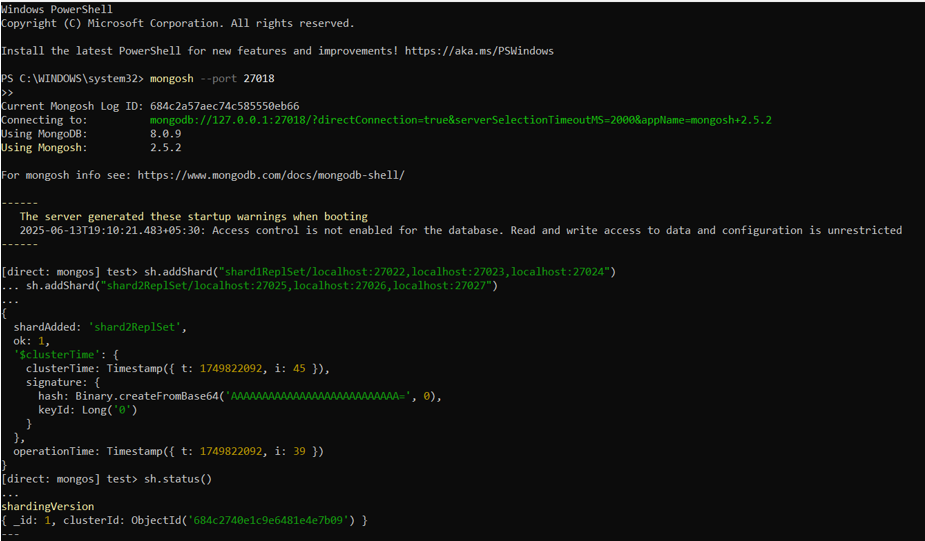 Windows PowerShell
Copyright (C) Microsoft Corporation. All rights reserved.
Install the latest PowerShell for new features and improvements! https://aka.ms/PSWindows
PS C:\WINDOWS\system32> mongosh --port 27018
>>
Current Mongosh Log ID: 684c2a57aec74c585550eb66
Connecting to:          mongodb://127.0.0.1:27018/?directConnection=true&serverSelectionTimeoutMS=2000&appName=mongosh+2.5.2
Using MongoDB:          8.0.9
Using Mongosh:          2.5.2
For mongosh info see: https://www.mongodb.com/docs/mongodb-shell/
------
   The server generated these startup warnings when booting
   2025-06-13T19:10:21.483+05:30: Access control is not enabled for the database. Read and write access to data and configuration is unrestricted
------
[direct: mongos] test> sh.addShard("shard1ReplSet/localhost:27022,localhost:27023,localhost:27024")
... sh.addShard("shard2ReplSet/localhost:27025,localhost:27026,localhost:27027")
...
{
  shardAdded: 'shard2ReplSet',
  ok: 1,
  '$clusterTime': {
    clusterTime: Timestamp({ t: 1749822092, i: 45 }),
    signature: {
      hash: Binary.createFromBase64('AAAAAAAAAAAAAAAAAAAAAAAAAAA=', 0),
      keyId: Long('0')
    }
  },
  operationTime: Timestamp({ t: 1749822092, i: 39 })
}
[direct: mongos] test> sh.status()
...
shardingVersion
{ _id: 1, clusterId: ObjectId('684c2740e1c9e6481e4e7b09') }
---